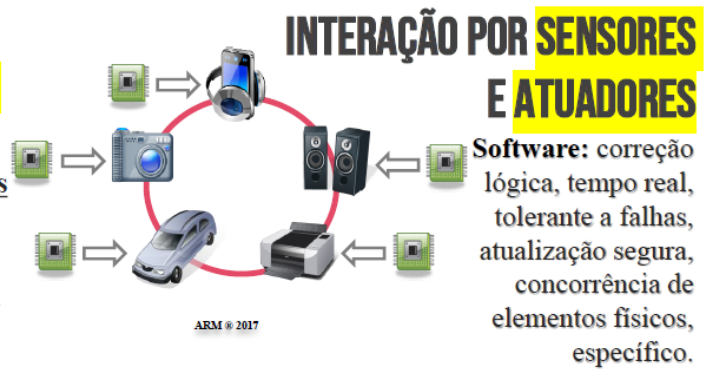 INTERAÇÃO POR SENSORES
E ATUADORES
Software: correção
lógica, tempo real,
tolerante a falhas,
atualização segura,
concorrência de
elementos físicos,
específico.
ARM ® 2017